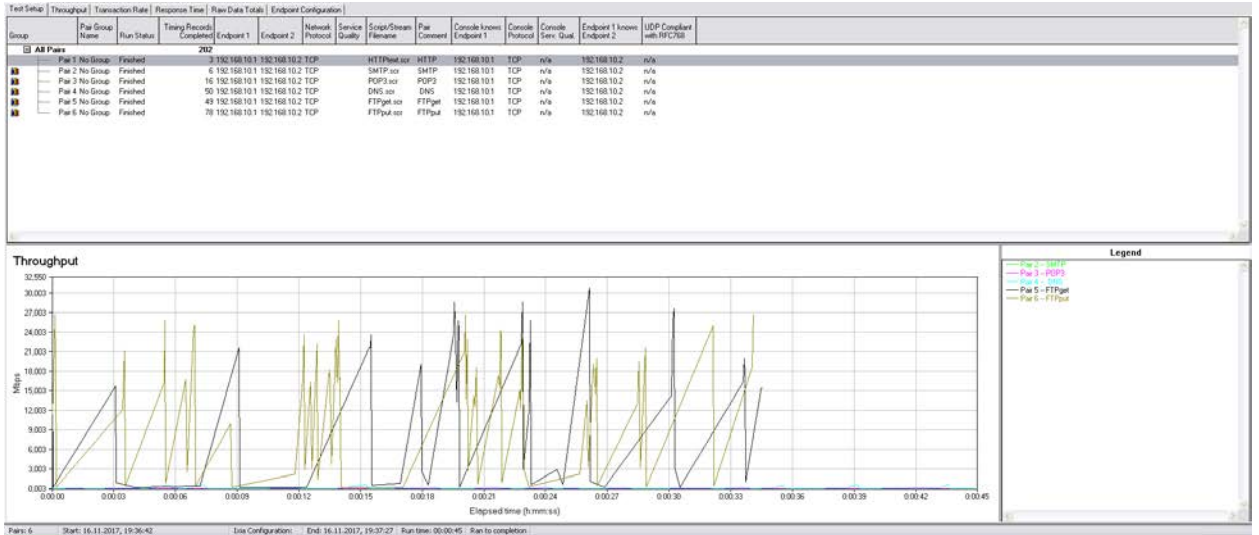 Test Setup Throughput Transaction Rate Response Time Raw Data Totals Endpoint Configuration
Group Pair Group Name Run Status Timing Records Completed Endpoint 1 Endpoint 2 Network Protocol Service Quality Script/Stream Filename Pair Comment Console knows Endpoint 1 Console Protocol Console Serv. Qual. Endpoint 1 knows Endpoint 2 UDP Compliant with RFC768
All Pairs 202
Pair 1 No Group Finished 3 192.168.10.1 192.168.10.2 TCP HTTPtext.scr HTTP 192.168.10.1 TCP n/a 192.168.10.2 n/a
Pair 2 No Group Finished 6 192.168.10.1 192.168.10.2 TCP SMTP.scr SMTP 192.168.10.1 TCP n/a 192.168.10.2 n/a
Pair 3 No Group Finished 16 192.168.10.1 192.168.10.2 TCP POP3.scr POP3 192.168.10.1 TCP n/a 192.168.10.2 n/a
Pair 4 No Group Finished 50 192.168.10.1 192.168.10.2 TCP DNS.scr DNS 192.168.10.1 TCP n/a 192.168.10.2 n/a
Pair 5 No Group Finished 49 192.168.10.1 192.168.10.2 TCP FTPget.scr FTPget 192.168.10.1 TCP n/a 192.168.10.2 n/a
Pair 6 No Group Finished 78 192.168.10.1 192.168.10.2 TCP FTPput.scr FTPput 192.168.10.1 TCP n/a 192.168.10.2 n/a
Throughput
Mbps
32,550
30,003
27,003
24,003
21,003
18,003
15,003
12,003
9,003
6,003
3,003
0,003
0:00:00 0:00:03 0:00:06 0:00:09 0:00:12 0:00:15 0:00:18 0:00:21 0:00:24 0:00:27 0:00:30 0:00:33 0:00:36 0:00:39 0:00:42 0:00:45
Elapsed time (h:mm:ss)
Legend
Pair 2 -- SMTP
Pair 3 -- POP3
Pair 4 -- DNS
Pair 5 -- FTPget
Pair 6 -- FTPput
Pairs: 6 Start: 16.11.2017, 19:36:42 Ixia Configuration: End: 16.11.2017, 19:37:27 Run time: 00:00:45 Ran to completion